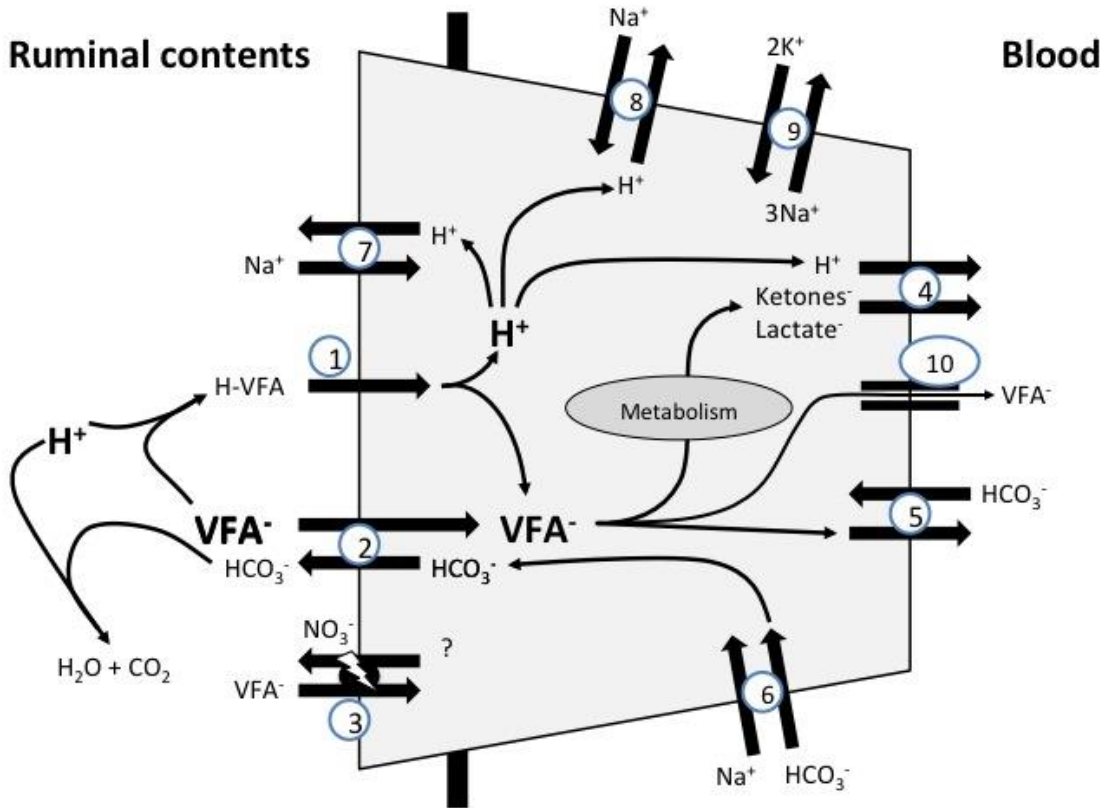 Ruminal contents
Blood
Na⁺
8
H⁺
2K⁺
9
3Na⁺
H⁺
7
Na⁺
H⁺
H⁺
Ketones⁻
Lactate⁻
4
1
H-VFA
10
VFA⁻
Metabolism
H⁺
VFA⁻
2
VFA⁻
HCO₃⁻
HCO₃⁻
HCO₃⁻
5
H₂O + CO₂
NO₃⁻
?
VFA⁻
3
6
Na⁺
HCO₃⁻